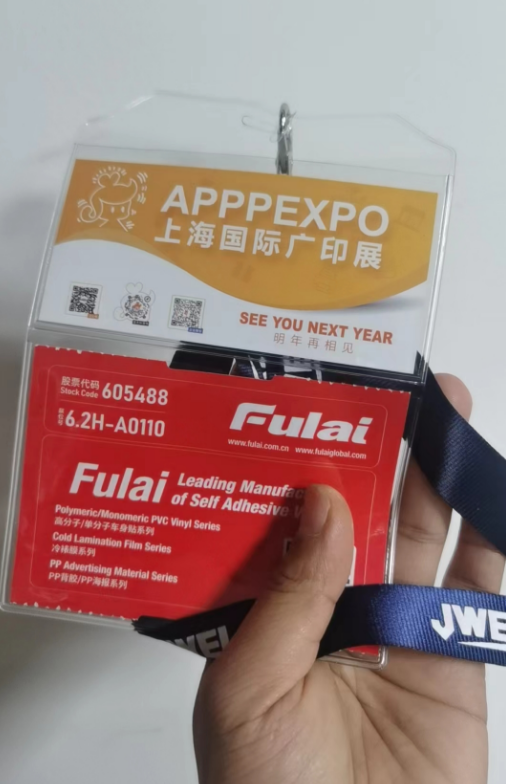 APPPEXPO
上海国际广印展
SEE YOU NEXT YEAR
明年再相见
股票代码
Stock Code 605488
展位号 6.2H-A0110
Fulai
www.fulai.com.cn www.fulaiglobal.com
Fulai Leading Manufac
of Self Adhesive
Polymeric/Monomeric PVC Vinyl Series
高分子/单分子车身贴系列
Cold Lamination Film Series
冷裱膜系列
PP Advertising Material Series
PP背胶/PP海报系列
JWEI
JWE